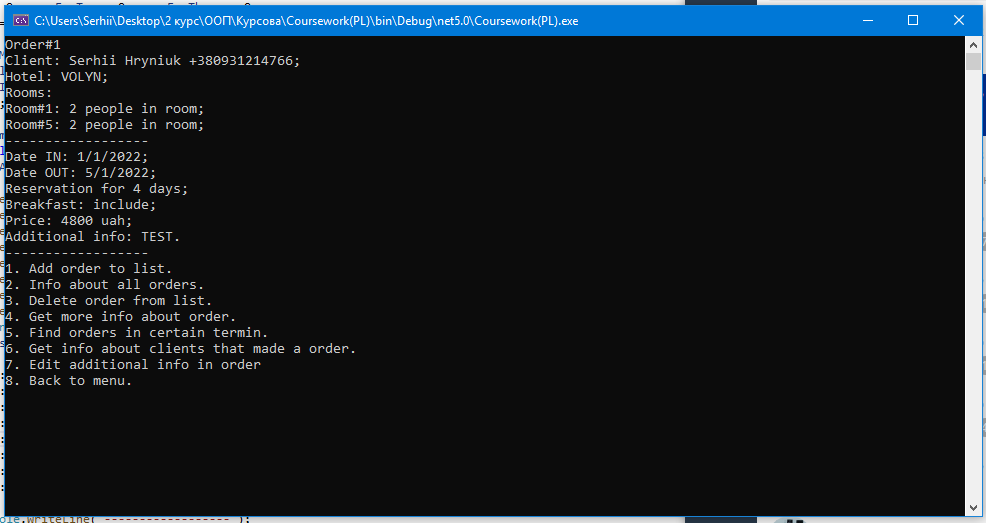 C:\Users\Serhii\Desktop\2 курс\ООП\Курсова\Coursework(PL)\bin\Debug\net5.0\Coursework(PL).exe
Order#1
Client: Serhii Hryniuk +380931214766;
Hotel: VOLYN;
Rooms:
Room#1: 2 people in room;
Room#5: 2 people in room;
------------------
Date IN: 1/1/2022;
Date OUT: 5/1/2022;
Reservation for 4 days;
Breakfast: include;
Price: 4800 uah;
Additional info: TEST.
------------------
1. Add order to list.
2. Info about all orders.
3. Delete order from list.
4. Get more info about order.
5. Find orders in certain termin.
6. Get info about clients that made a order.
7. Edit additional info in order
8. Back to menu.